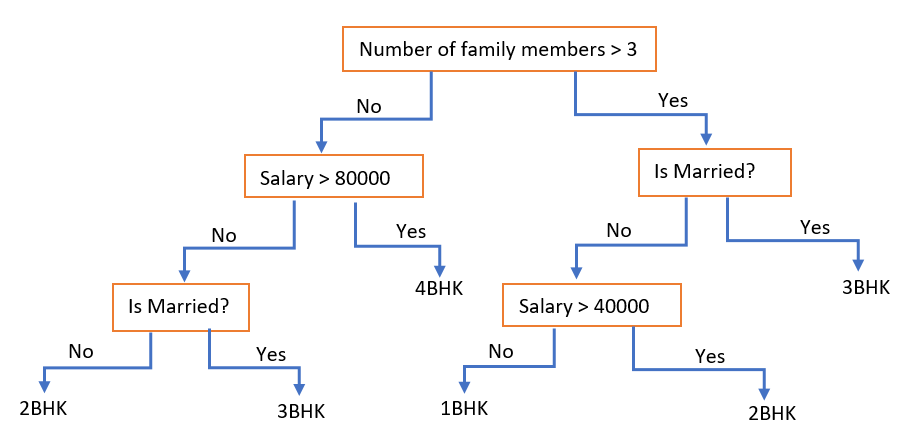 Number of family members > 3
No
Yes
Salary > 80000
Is Married?
No
Yes
No
Yes
4BHK
3BHK
Is Married?
Salary > 40000
No
Yes
No
Yes
2BHK
3BHK
1BHK
2BHK